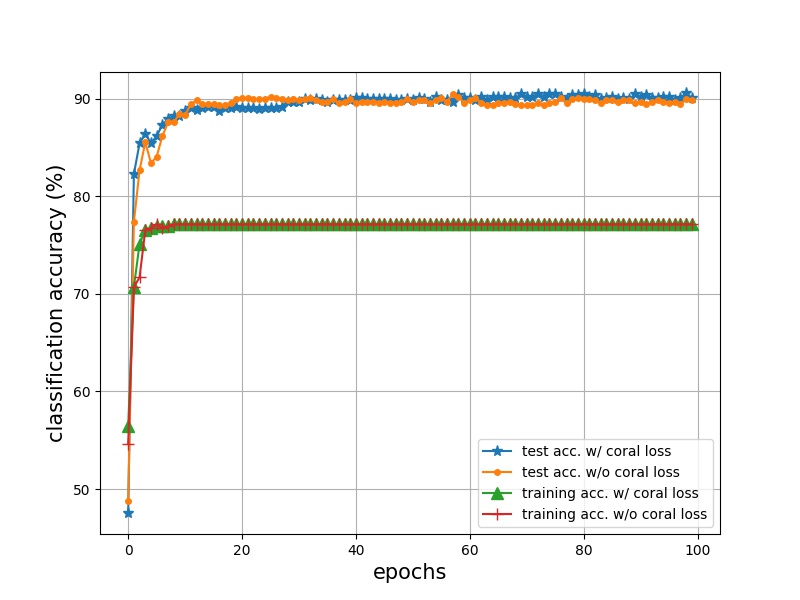 classification accuracy (%)
90
80
70
60
50
0
20
40
60
80
100
epochs
test acc. w/ coral loss
test acc. w/o coral loss
training acc. w/ coral loss
training acc. w/o coral loss